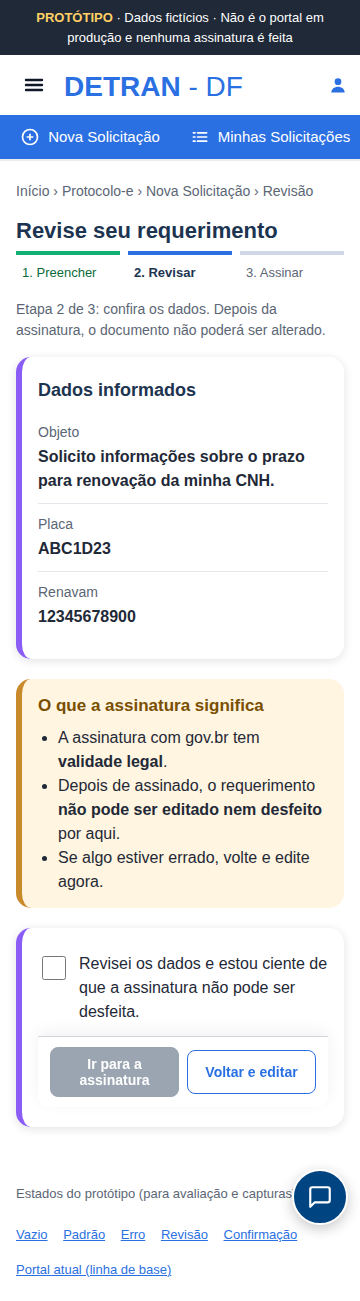 PROTÓTIPO · Dados fictícios · Não é o portal em
produção e nenhuma assinatura é feita
DETRAN - DF
Nova Solicitação Minhas Solicitações
Início › Protocolo-e › Nova Solicitação › Revisão
Revise seu requerimento
1. Preencher 2. Revisar 3. Assinar
Etapa 2 de 3: confira os dados. Depois da
assinatura, o documento não poderá ser alterado.
Dados informados
Objeto
Solicito informações sobre o prazo
para renovação da minha CNH.
Placa
ABC1D23
Renavam
12345678900
O que a assinatura significa
• A assinatura com gov.br tem
validade legal.
• Depois de assinado, o requerimento
não pode ser editado nem desfeito
por aqui.
• Se algo estiver errado, volte e edite
agora.
Revisei os dados e estou ciente de
que a assinatura não pode ser
desfeita.
Ir para a
assinatura
Voltar e editar
Estados do protótipo (para avaliação e capturas
Vazio Padrão Erro Revisão Confirmação
Portal atual (linha de base)